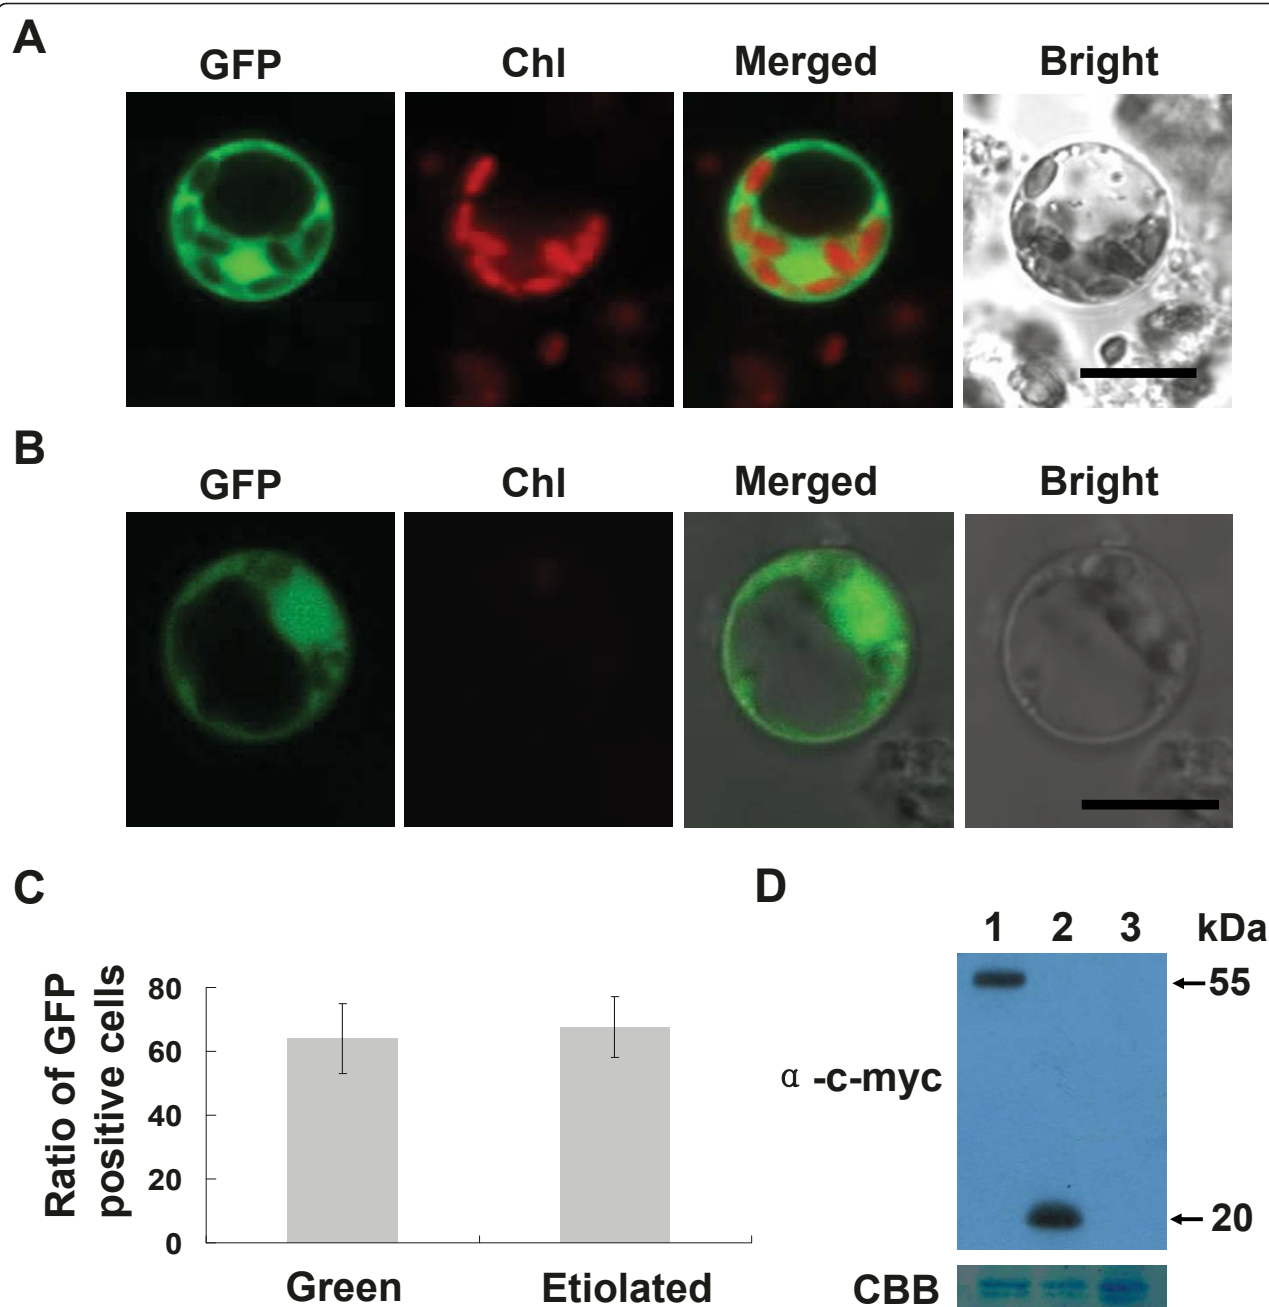 A
GFP Chl Merged Bright
B
GFP Chl Merged Bright
C
Ratio of GFP
positive cells
80
60
40
20
0
Green Etiolated
D
1 2 3 kDa
55
α -c-myc
20
CBB